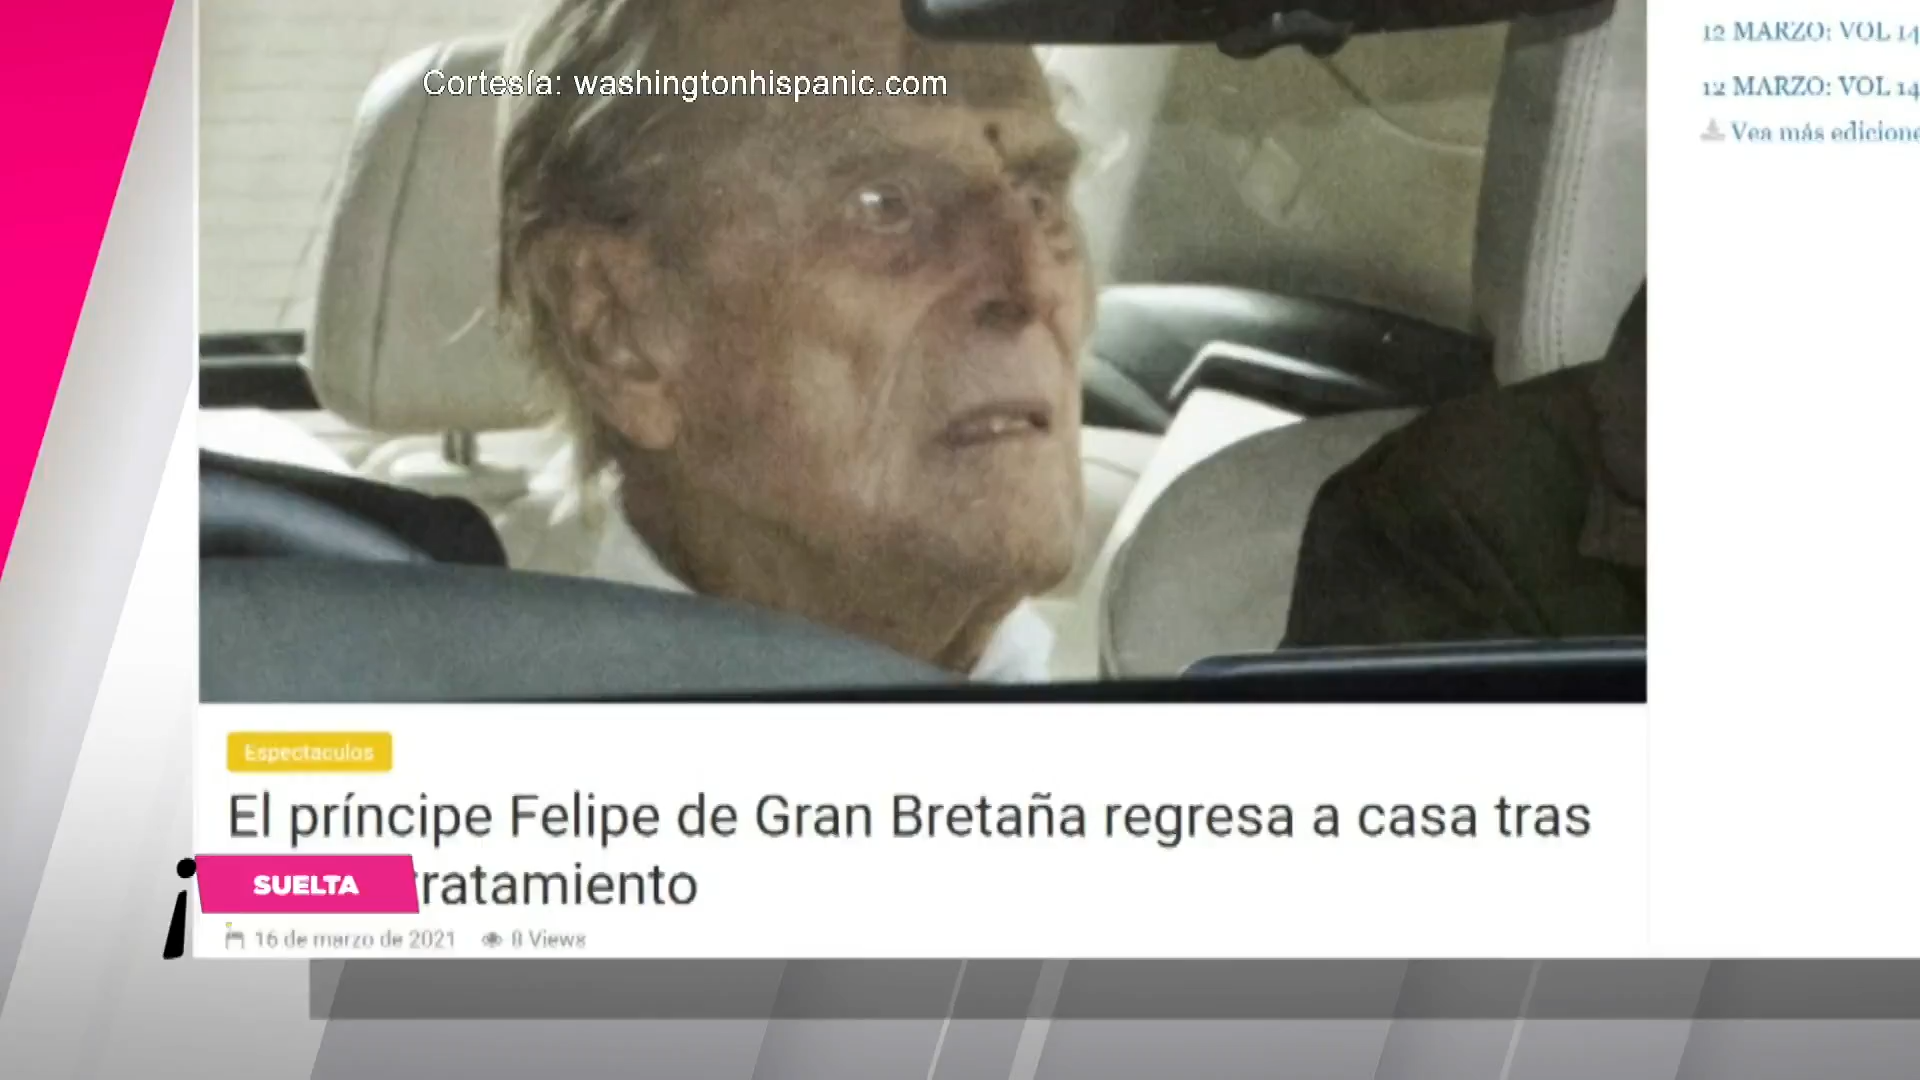 12 MARZO: VOL 14
Cortesía: washingtonhispanic.com
12 MARZO: VOL 14
Vea más edicione
Espectaculos
El príncipe Felipe de Gran Bretaña regresa a casa tras
ratamiento
¡
SUELTA
16 de marzo de 2021 8 Views